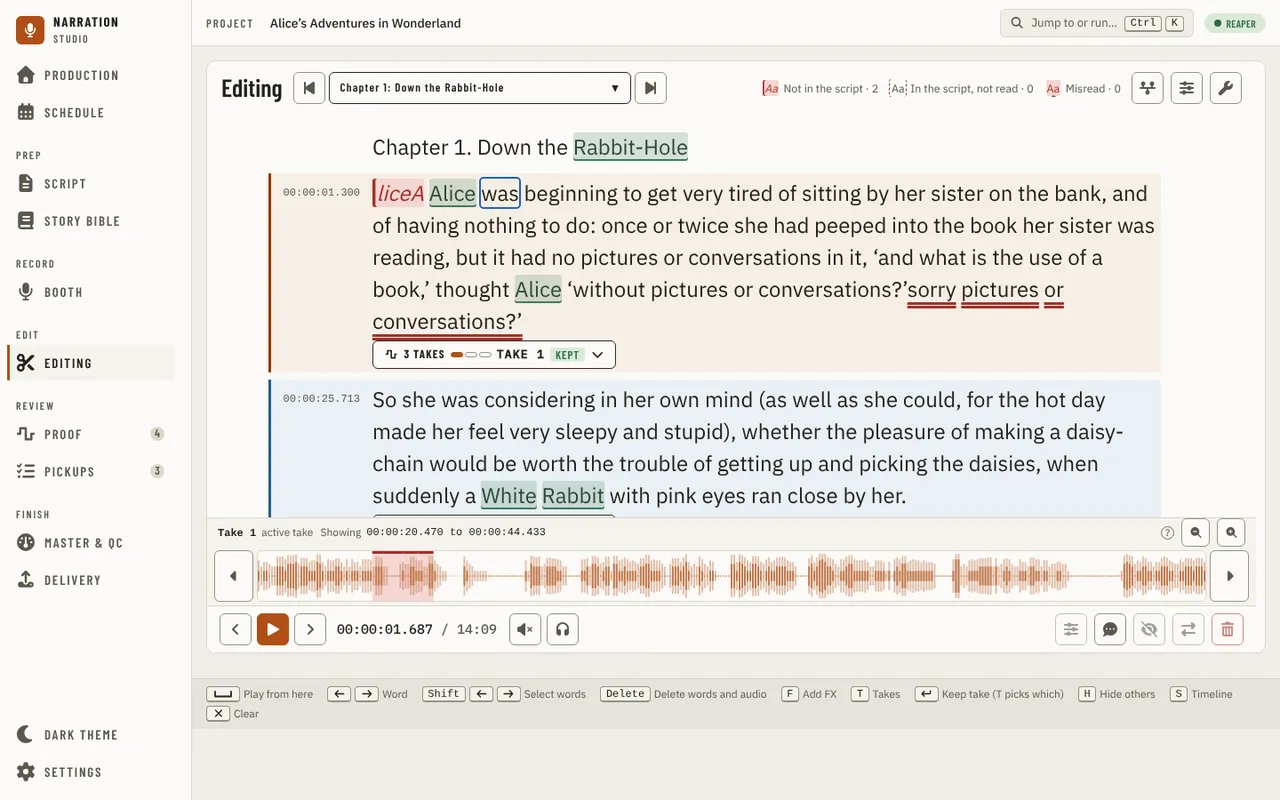 NARRATION
STUDIO
PRODUCTION
SCHEDULE
PREP
SCRIPT
STORY BIBLE
RECORD
BOOTH
EDIT
EDITING
REVIEW
PROOF 4
PICKUPS 3
FINISH
MASTER & QC
DELIVERY
DARK THEME
SETTINGS
PROJECT Alice’s Adventures in Wonderland
Jump to or run... Ctrl K
REAPER
Editing
Chapter 1: Down the Rabbit-Hole
Aa Not in the script · 2 Aa In the script, not read · 0 Aa Misread · 0
Chapter 1. Down the Rabbit-Hole
00:00:01.300
liceA Alice was beginning to get very tired of sitting by her sister on the bank, and
of having nothing to do: once or twice she had peeped into the book her sister was
reading, but it had no pictures or conversations in it, ‘and what is the use of a
book,’ thought Alice ‘without pictures or conversations?’sorry pictures or
conversations?’
3 TAKES TAKE 1 KEPT
00:00:25.713
So she was considering in her own mind (as well as she could, for the hot day
made her feel very sleepy and stupid), whether the pleasure of making a daisy-
chain would be worth the trouble of getting up and picking the daisies, when
suddenly a White Rabbit with pink eyes ran close by her.
Take 1 active take Showing 00:00:20.470 to 00:00:44.433
?
00:00:01.687 / 14:09
Play from here Word Shift Select words Delete Delete words and audio F Add FX T Takes Keep take (T picks which) H Hide others S Timeline
Clear